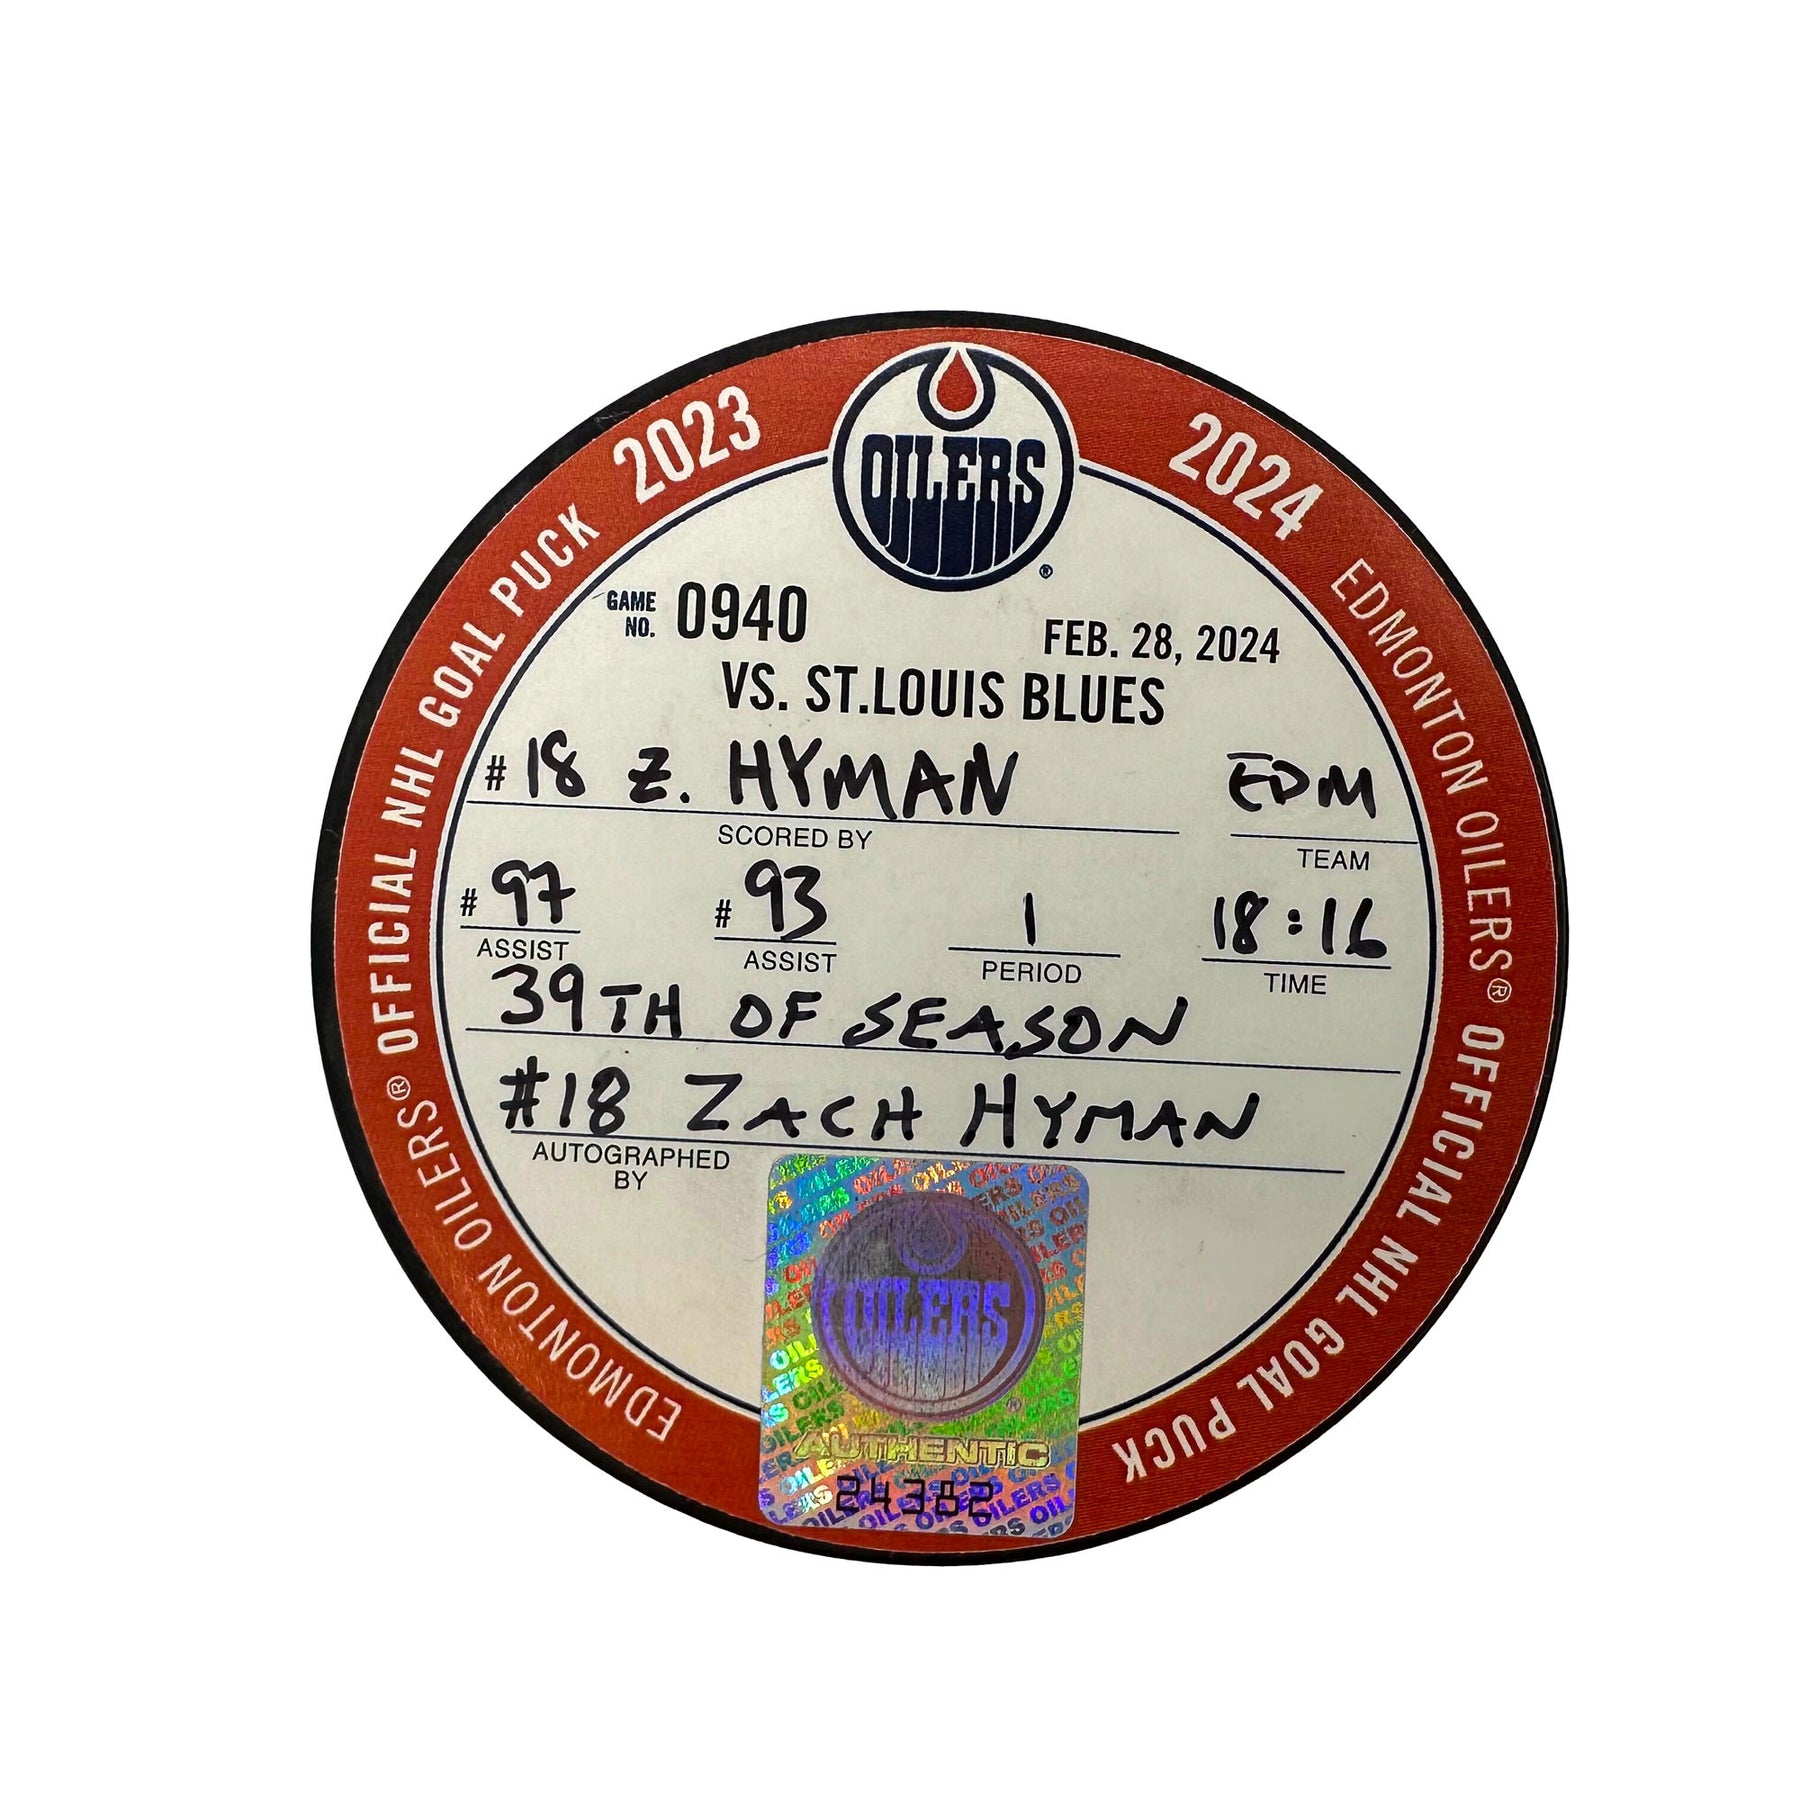 OFFICIAL NHL GOAL PUCK 2023
2024 EDMONTON OILERS® OFFICIAL NHL GOAL PUCK
EDMONTON OILERS®
OILERS
®
GAME NO. 0940
FEB. 28, 2024
VS. ST.LOUIS BLUES
#18 Z. HYMAN EDM
SCORED BY TEAM
#97 #93 1 18:16
ASSIST ASSIST PERIOD TIME
39TH OF SEASON
#18 ZACH HYMAN
AUTOGRAPHED
BY
OILERS
®
AUTHENTIC
24382